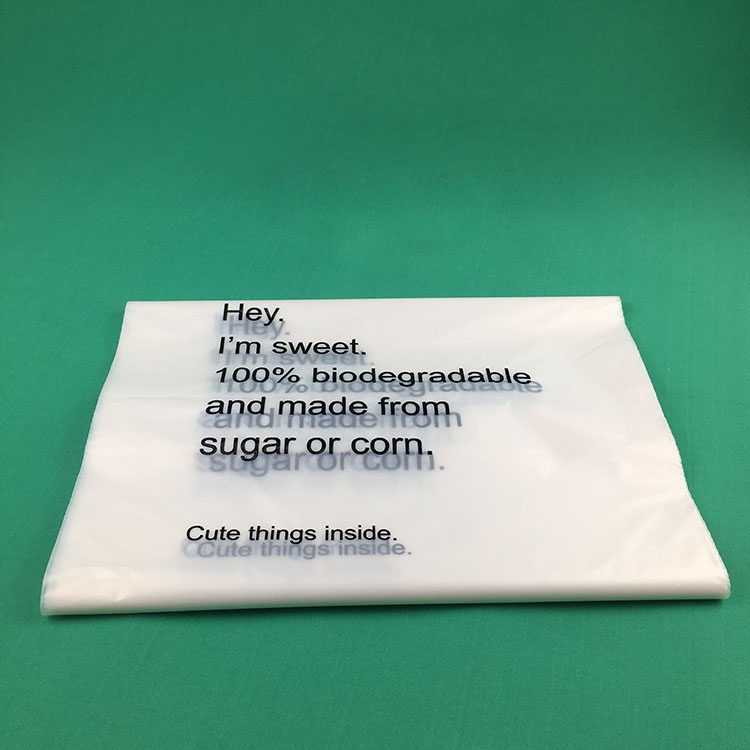 Hey.
I'm sweet.
100% biodegradable
and made from
sugar or corn.
Cute things inside.